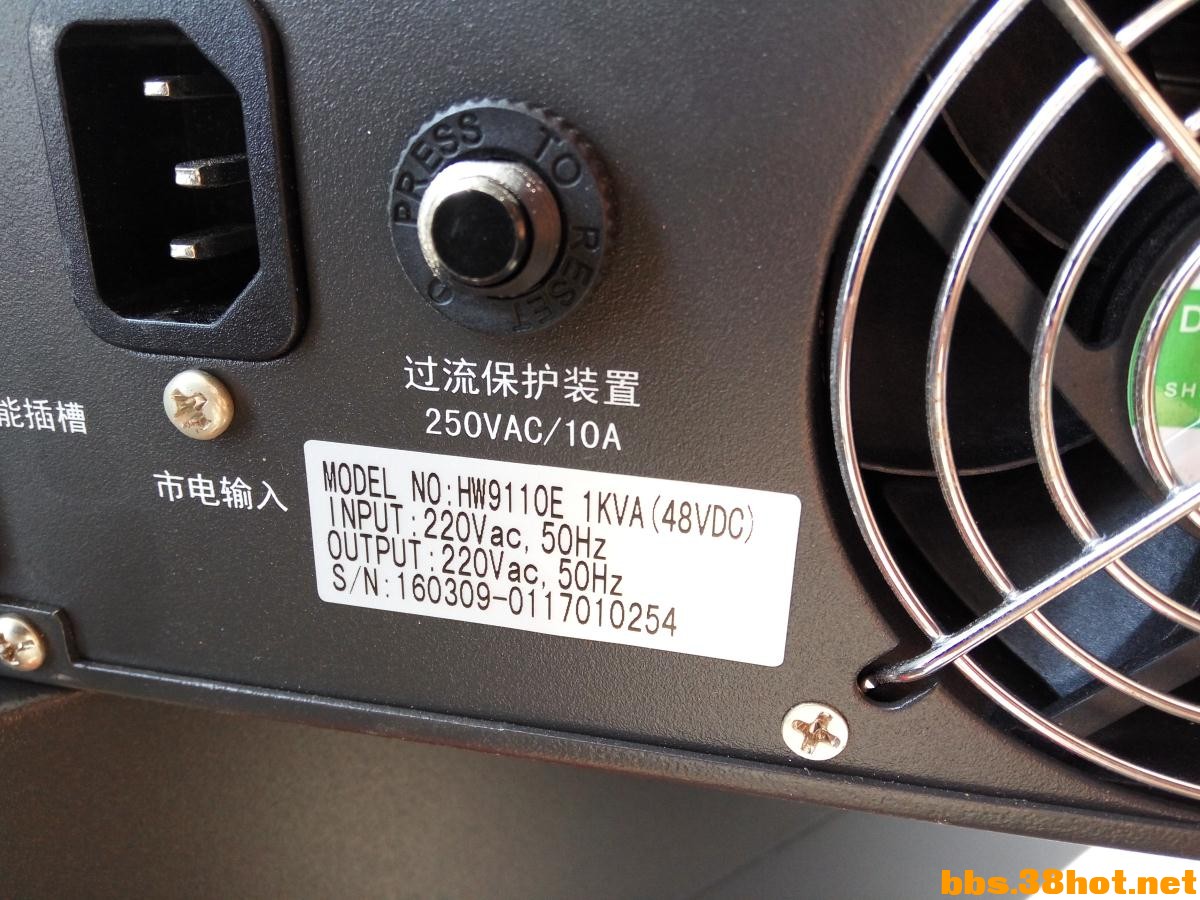 PRESS TO RESET
过流保护装置
250VAC/10A
能插槽
市电输入
MODEL NO:HW9110E 1KVA(48VDC)
INPUT:220Vac, 50Hz
OUTPUT:220Vac, 50Hz
S/N:160309-0117010254
D
SH
bbs.38hot.net